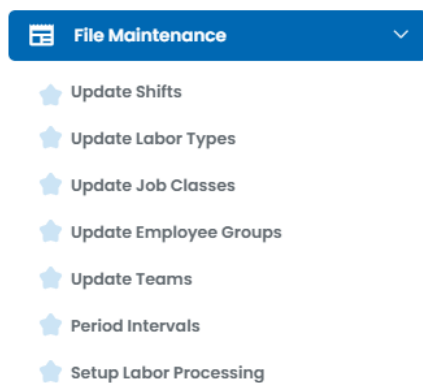 File Maintenance
Update Shifts
Update Labor Types
Update Job Classes
Update Employee Groups
Update Teams
Period Intervals
Setup Labor Processing